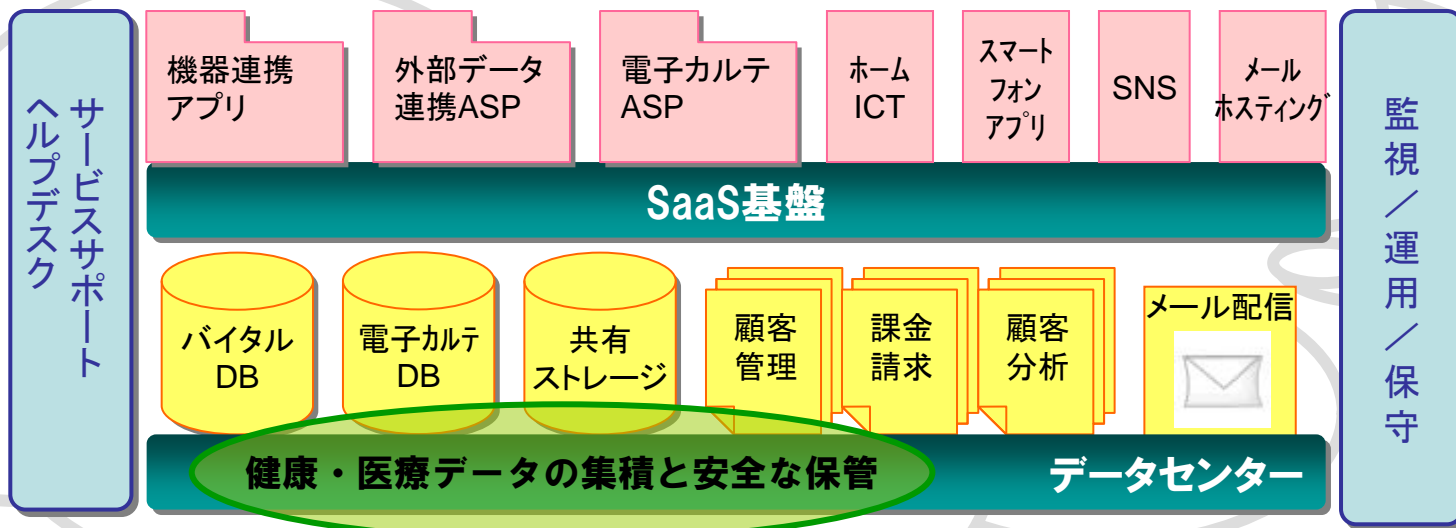 サービスサポート
ヘルプデスク
機器連携
アプリ
外部データ
連携ASP
電子カルテ
ASP
ホーム
ICT
スマート
フォン
アプリ
SNS
メール
ホスティング
SaaS基盤
バイタル
DB
電子カルテ
DB
共有
ストレージ
顧客
管理
課金
請求
顧客
分析
メール配信
健康・医療データの集積と安全な保管
データセンター
監視／運用／保守